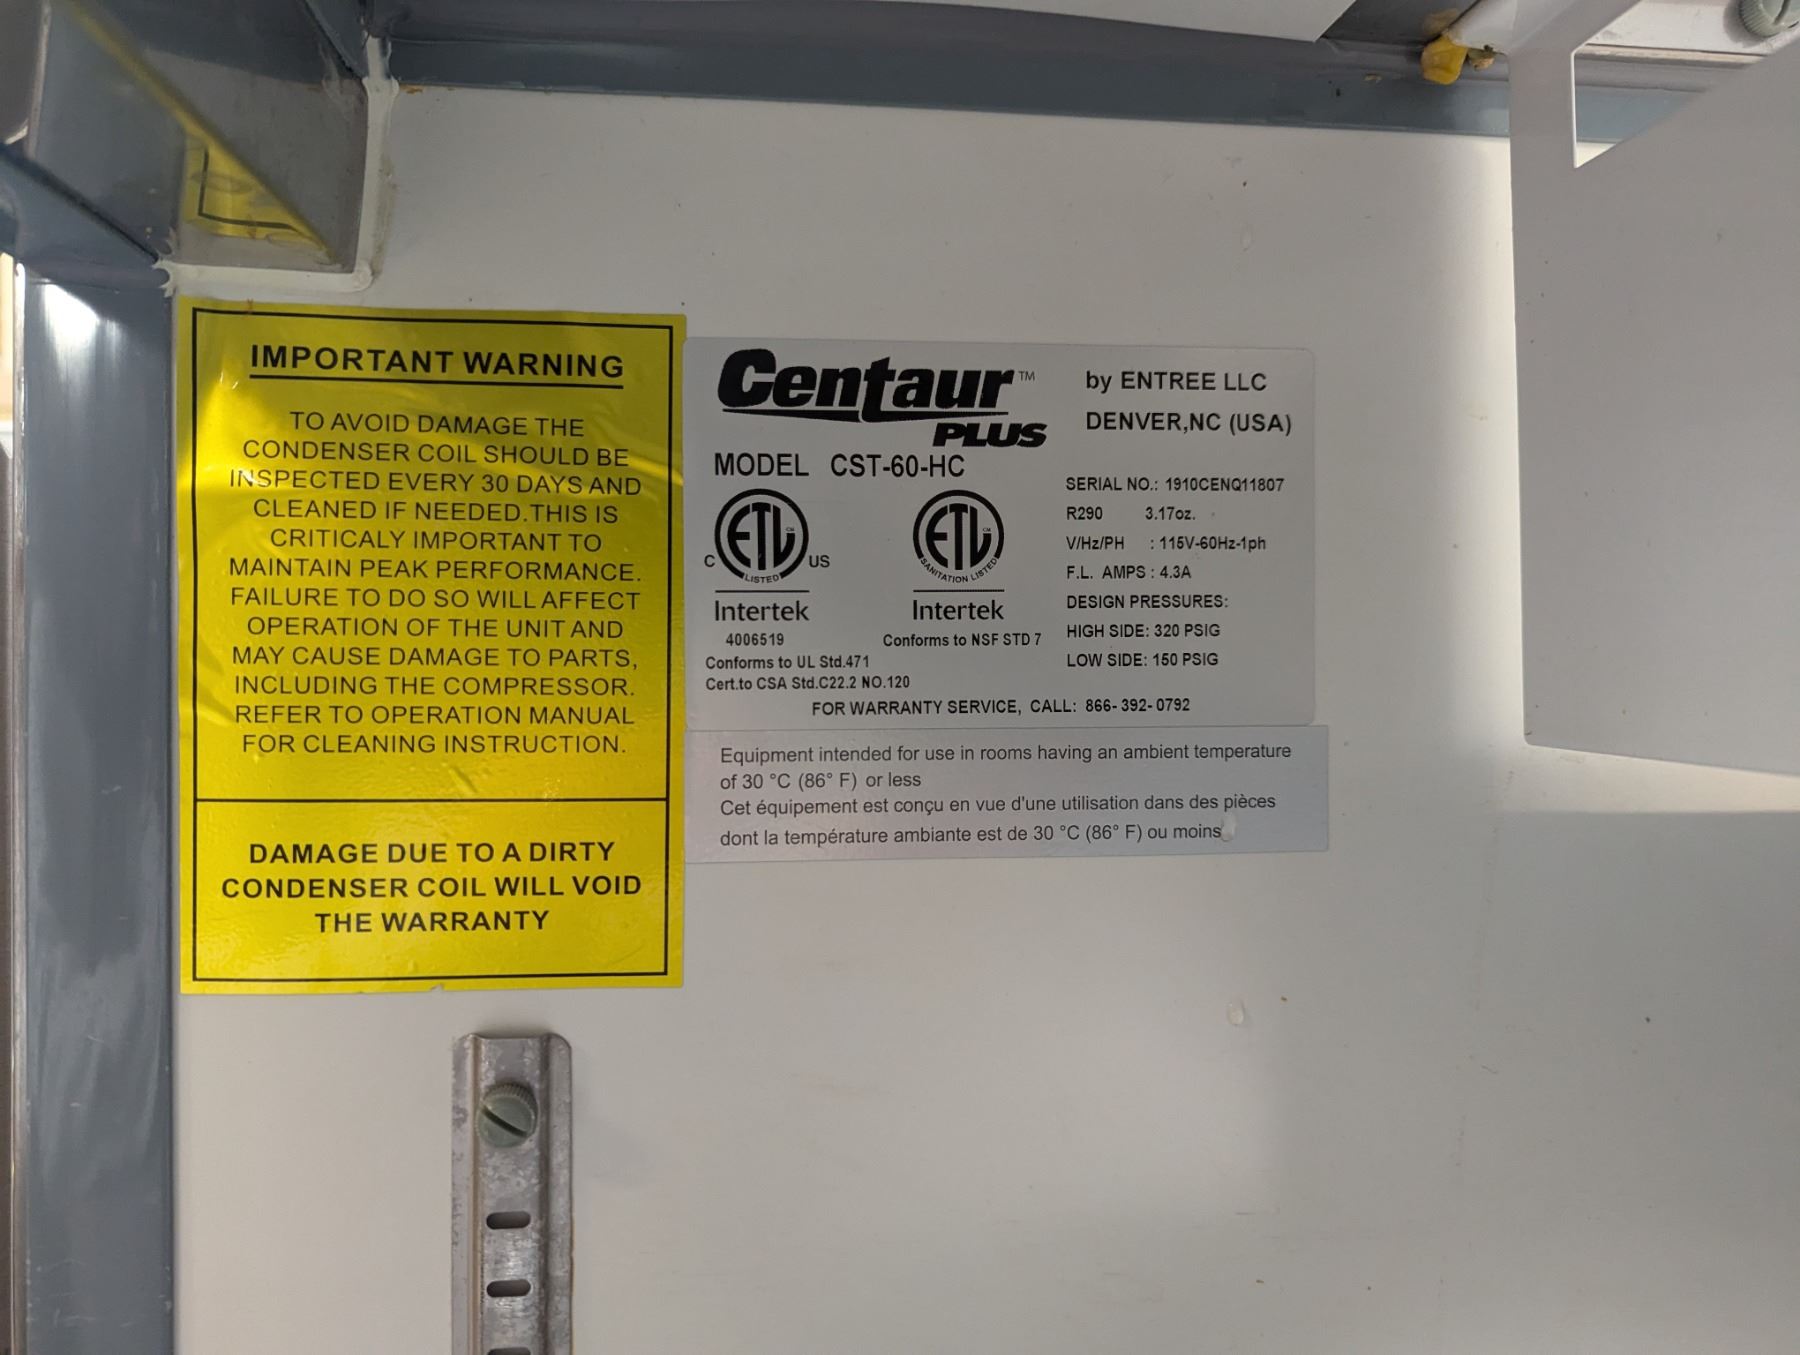 IMPORTANT WARNING
TO AVOID DAMAGE THE
CONDENSER COIL SHOULD BE
INSPECTED EVERY 30 DAYS AND
CLEANED IF NEEDED.THIS IS
CRITICALY IMPORTANT TO
MAINTAIN PEAK PERFORMANCE.
FAILURE TO DO SO WILL AFFECT
OPERATION OF THE UNIT AND
MAY CAUSE DAMAGE TO PARTS,
INCLUDING THE COMPRESSOR.
REFER TO OPERATION MANUAL
FOR CLEANING INSTRUCTION.
DAMAGE DUE TO A DIRTY
CONDENSER COIL WILL VOID
THE WARRANTY
Centaur™
PLUS
by ENTREE LLC
DENVER,NC (USA)
MODEL CST-60-HC
C ETL CM US
LISTED
Intertek
4006519
Conforms to UL Std.471
Cert.to CSA Std.C22.2 NO.120
ETL CM
SANITATION LISTED
Intertek
Conforms to NSF STD 7
SERIAL NO.: 1910CENQ11807
R290 3.17oz.
V/Hz/PH : 115V-60Hz-1ph
F.L. AMPS : 4.3A
DESIGN PRESSURES:
HIGH SIDE: 320 PSIG
LOW SIDE: 150 PSIG
FOR WARRANTY SERVICE, CALL: 866-392-0792
Equipment intended for use in rooms having an ambient temperature
of 30 °C (86° F) or less
Cet équipement est conçu en vue d'une utilisation dans des pièces
dont la température ambiante est de 30 °C (86° F) ou moins